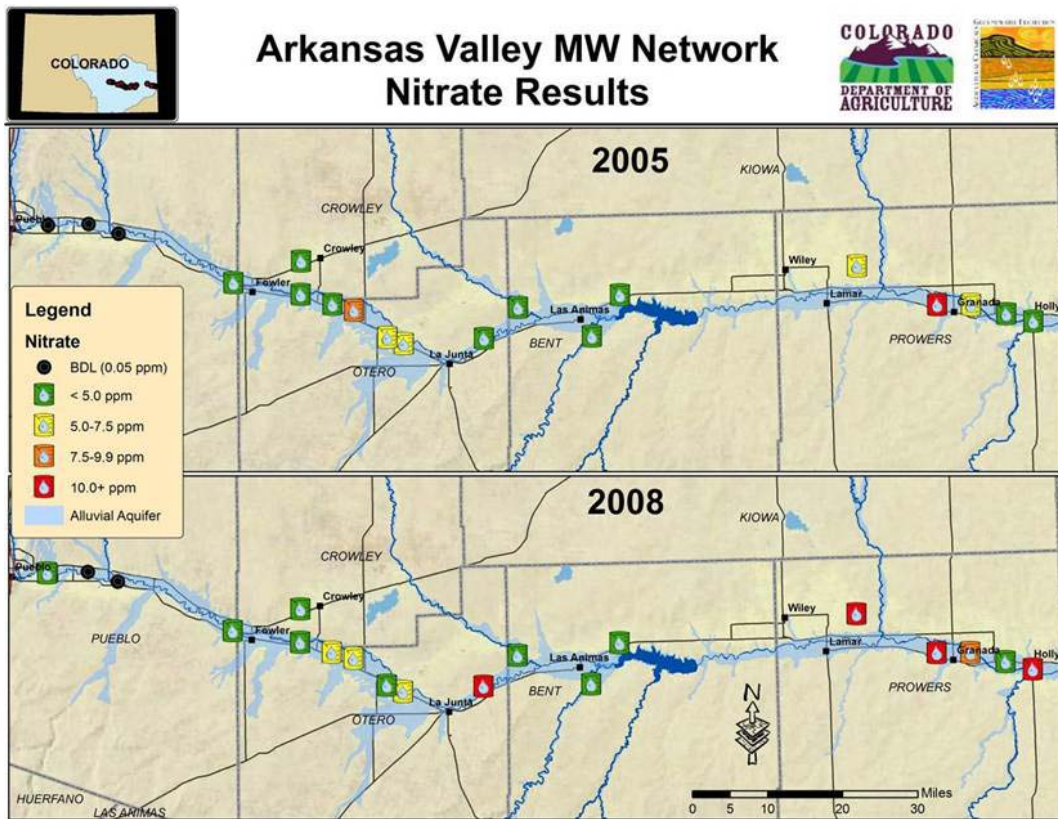 COLORADO
Arkansas Valley MW Network
Nitrate Results
COLORADO
DEPARTMENT OF
AGRICULTURE
2005
KIOWA
CROWLEY
Pueblo
Crowley
Wiley
Fowler
Lamar
Granada
Holly
Las Animas
BENT
PROWERS
La Junta
OTERO
Legend
Nitrate
BDL (0.05 ppm)
< 5.0 ppm
5.0-7.5 ppm
7.5-9.9 ppm
10.0+ ppm
Alluvial Aquifer
2008
KIOWA
CROWLEY
Pueblo
Crowley
Wiley
PUEBLO
Fowler
Lamar
Granada
Holly
Las Animas
BENT
PROWERS
La Junta
OTERO
N
HUERFANO
LAS ANIMAS
Miles
0 5 10 20 30